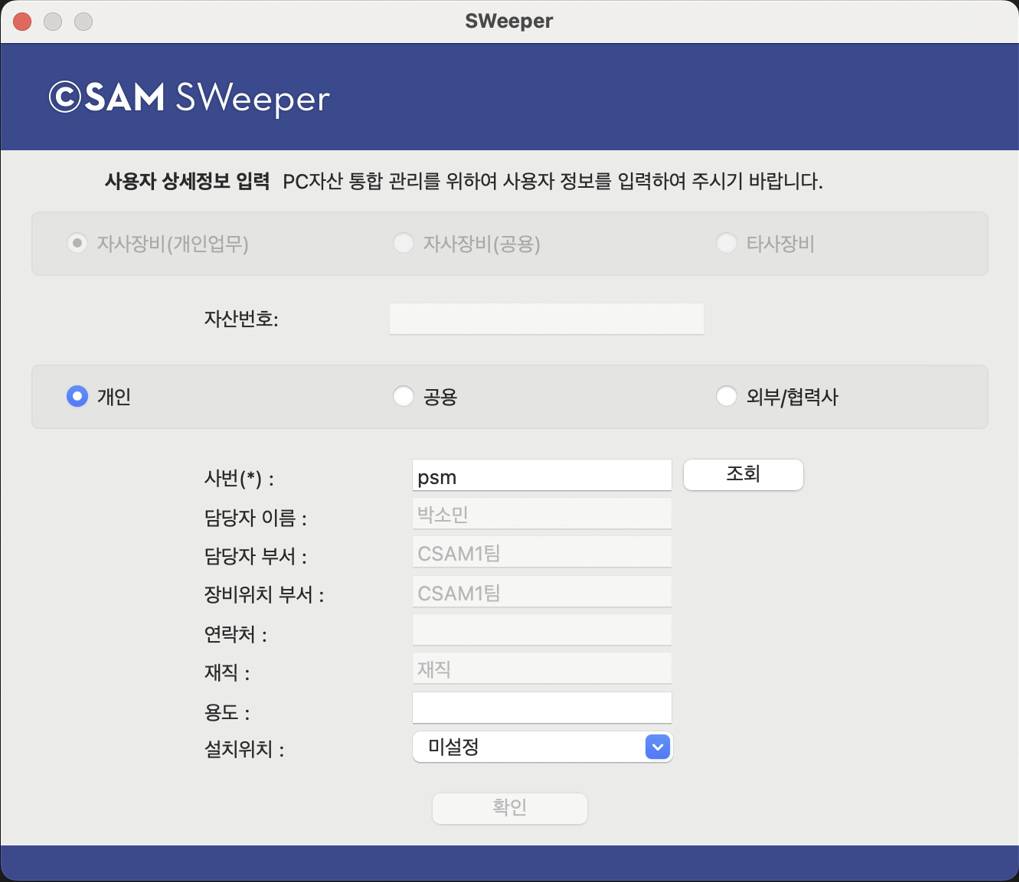 SWeeper
©SAM SWeeper
사용자 상세정보 입력 PC자산 통합 관리를 위하여 사용자 정보를 입력하여 주시기 바랍니다.
자사장비(개인업무) 자사장비(공용) 타사장비
자산번호:
개인 공용 외부/협력사
사번(*) : psm 조회
담당자 이름 : 박소민
담당자 부서 : CSAM1팀
장비위치 부서 : CSAM1팀
연락처 :
재직 : 재직
용도 :
설치위치 : 미설정
확인